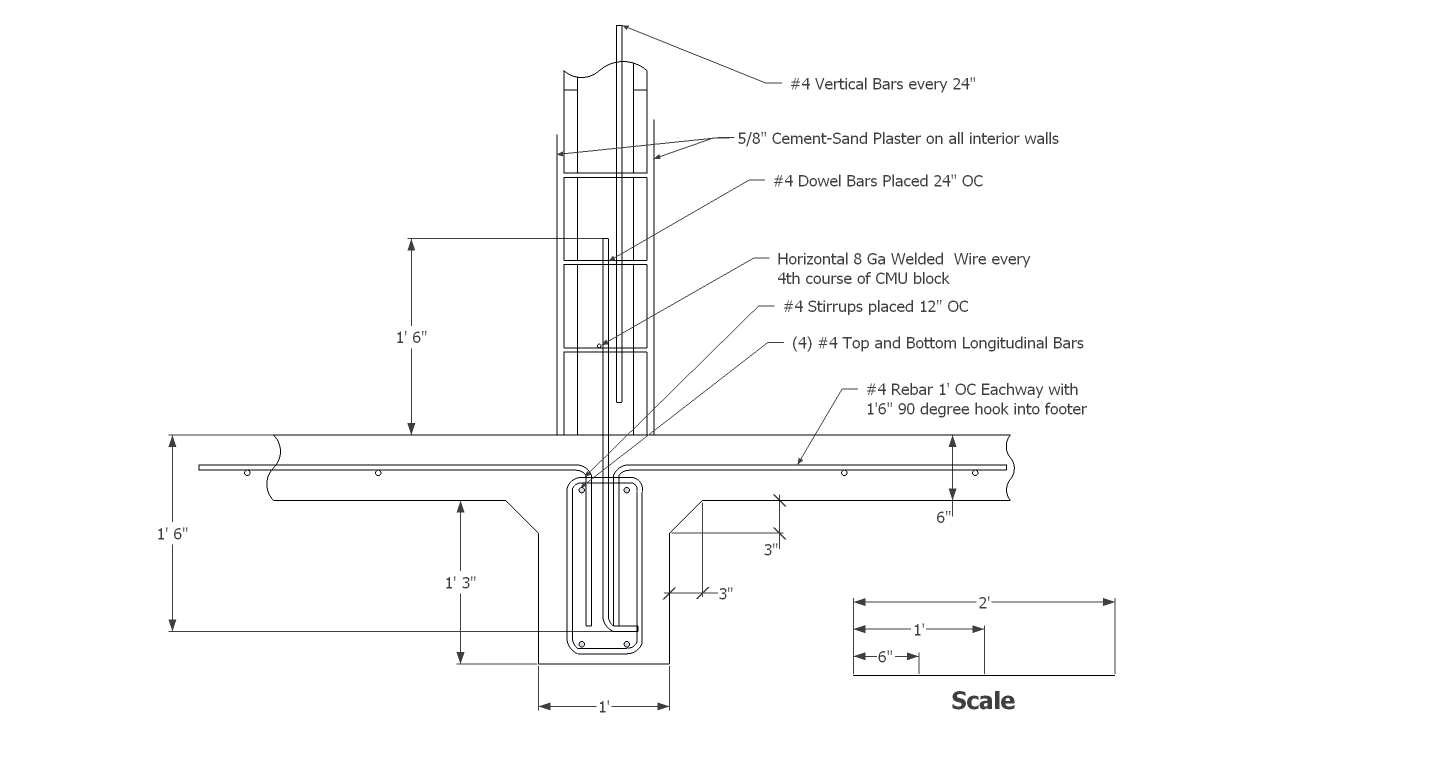 #4 Vertical Bars every 24"
5/8" Cement-Sand Plaster on all interior walls
#4 Dowel Bars Placed 24" OC
Horizontal 8 Ga Welded  Wire every
4th course of CMU block
#4 Stirrups placed 12" OC
1' 6"
(4) #4 Top and Bottom Longitudinal Bars
#4 Rebar 1' OC Eachway with
1'6" 90 degree hook into footer
6"
1' 6"
3"
1' 3"
3"
2'
1'
6"
Scale
1'